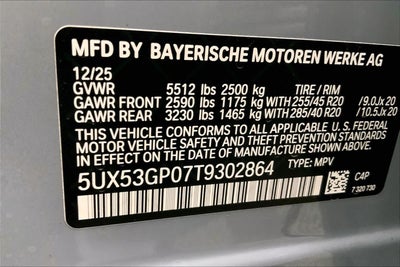 MFD BY BAYERISCHE MOTOREN WERKE AG
12/25
GVWR 5512 lbs 2500 kg TIRE / RIM
GAWR FRONT 2590 lbs 1175 kg WITH 255/45 R20 /9.0Jx 20
GAWR REAR 3230 lbs 1465 kg WITH 285/40 R20 /10.5Jx 20
THIS VEHICLE CONFORMS TO ALL APPLICABLE U.S. FEDERAL
MOTOR VEHICLE SAFETY AND THEFT PREVENTION STANDARDS
IN EFFECT ON THE DATE OF MANUFACTURE SHOWN ABOVE.
5UX53GP07T9302864 TYPE: MPV
C4P
7 320 730